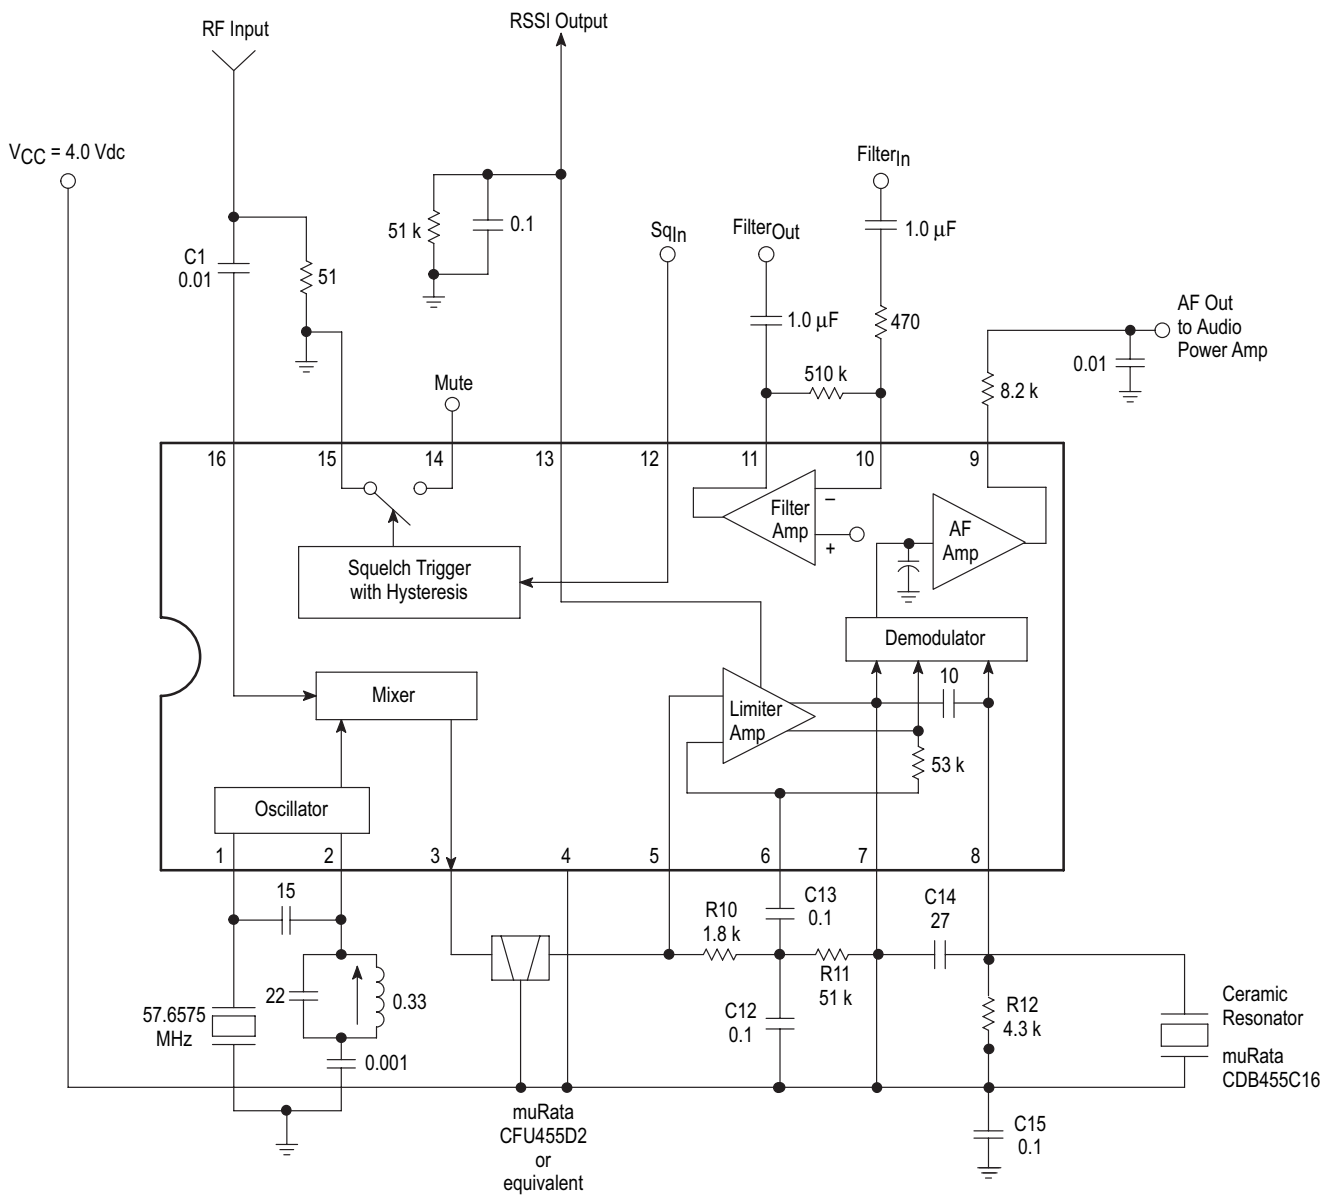 RF Input
RSSI Output
VCC = 4.0 Vdc
C1
0.01
51
51 k
0.1
SqIn
FilterOut
FilterIn
1.0 µF
1.0 µF
470
510 k
AF Out
to Audio
Power Amp
0.01
8.2 k
Mute
16
15
14
13
12
11
10
9
Filter
Amp
–
+
AF
Amp
Squelch Trigger
with Hysteresis
Demodulator
10
Mixer
Limiter
Amp
53 k
Oscillator
1
2
3
4
5
6
7
8
15
22
0.33
57.6575
MHz
0.001
R10
1.8 k
C13
0.1
R11
51 k
C14
27
C12
0.1
R12
4.3 k
Ceramic
Resonator
muRata
CDB455C16
muRata
CFU455D2
or
equivalent
C15
0.1